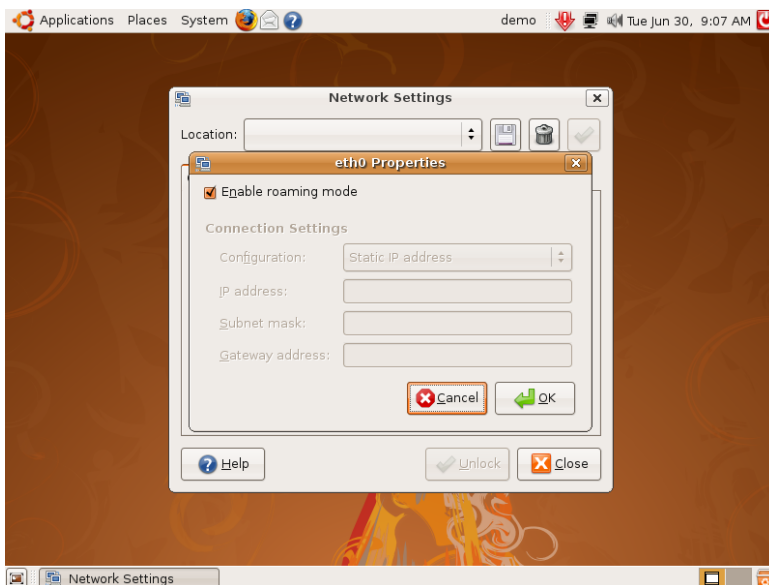 Applications Places System demo Tue Jun 30, 9:07 AM
Network Settings
Location:
eth0 Properties
Enable roaming mode
Connection Settings
Configuration: Static IP address
IP address:
Subnet mask:
Gateway address:
Cancel OK
Help Unlock Close
Network Settings